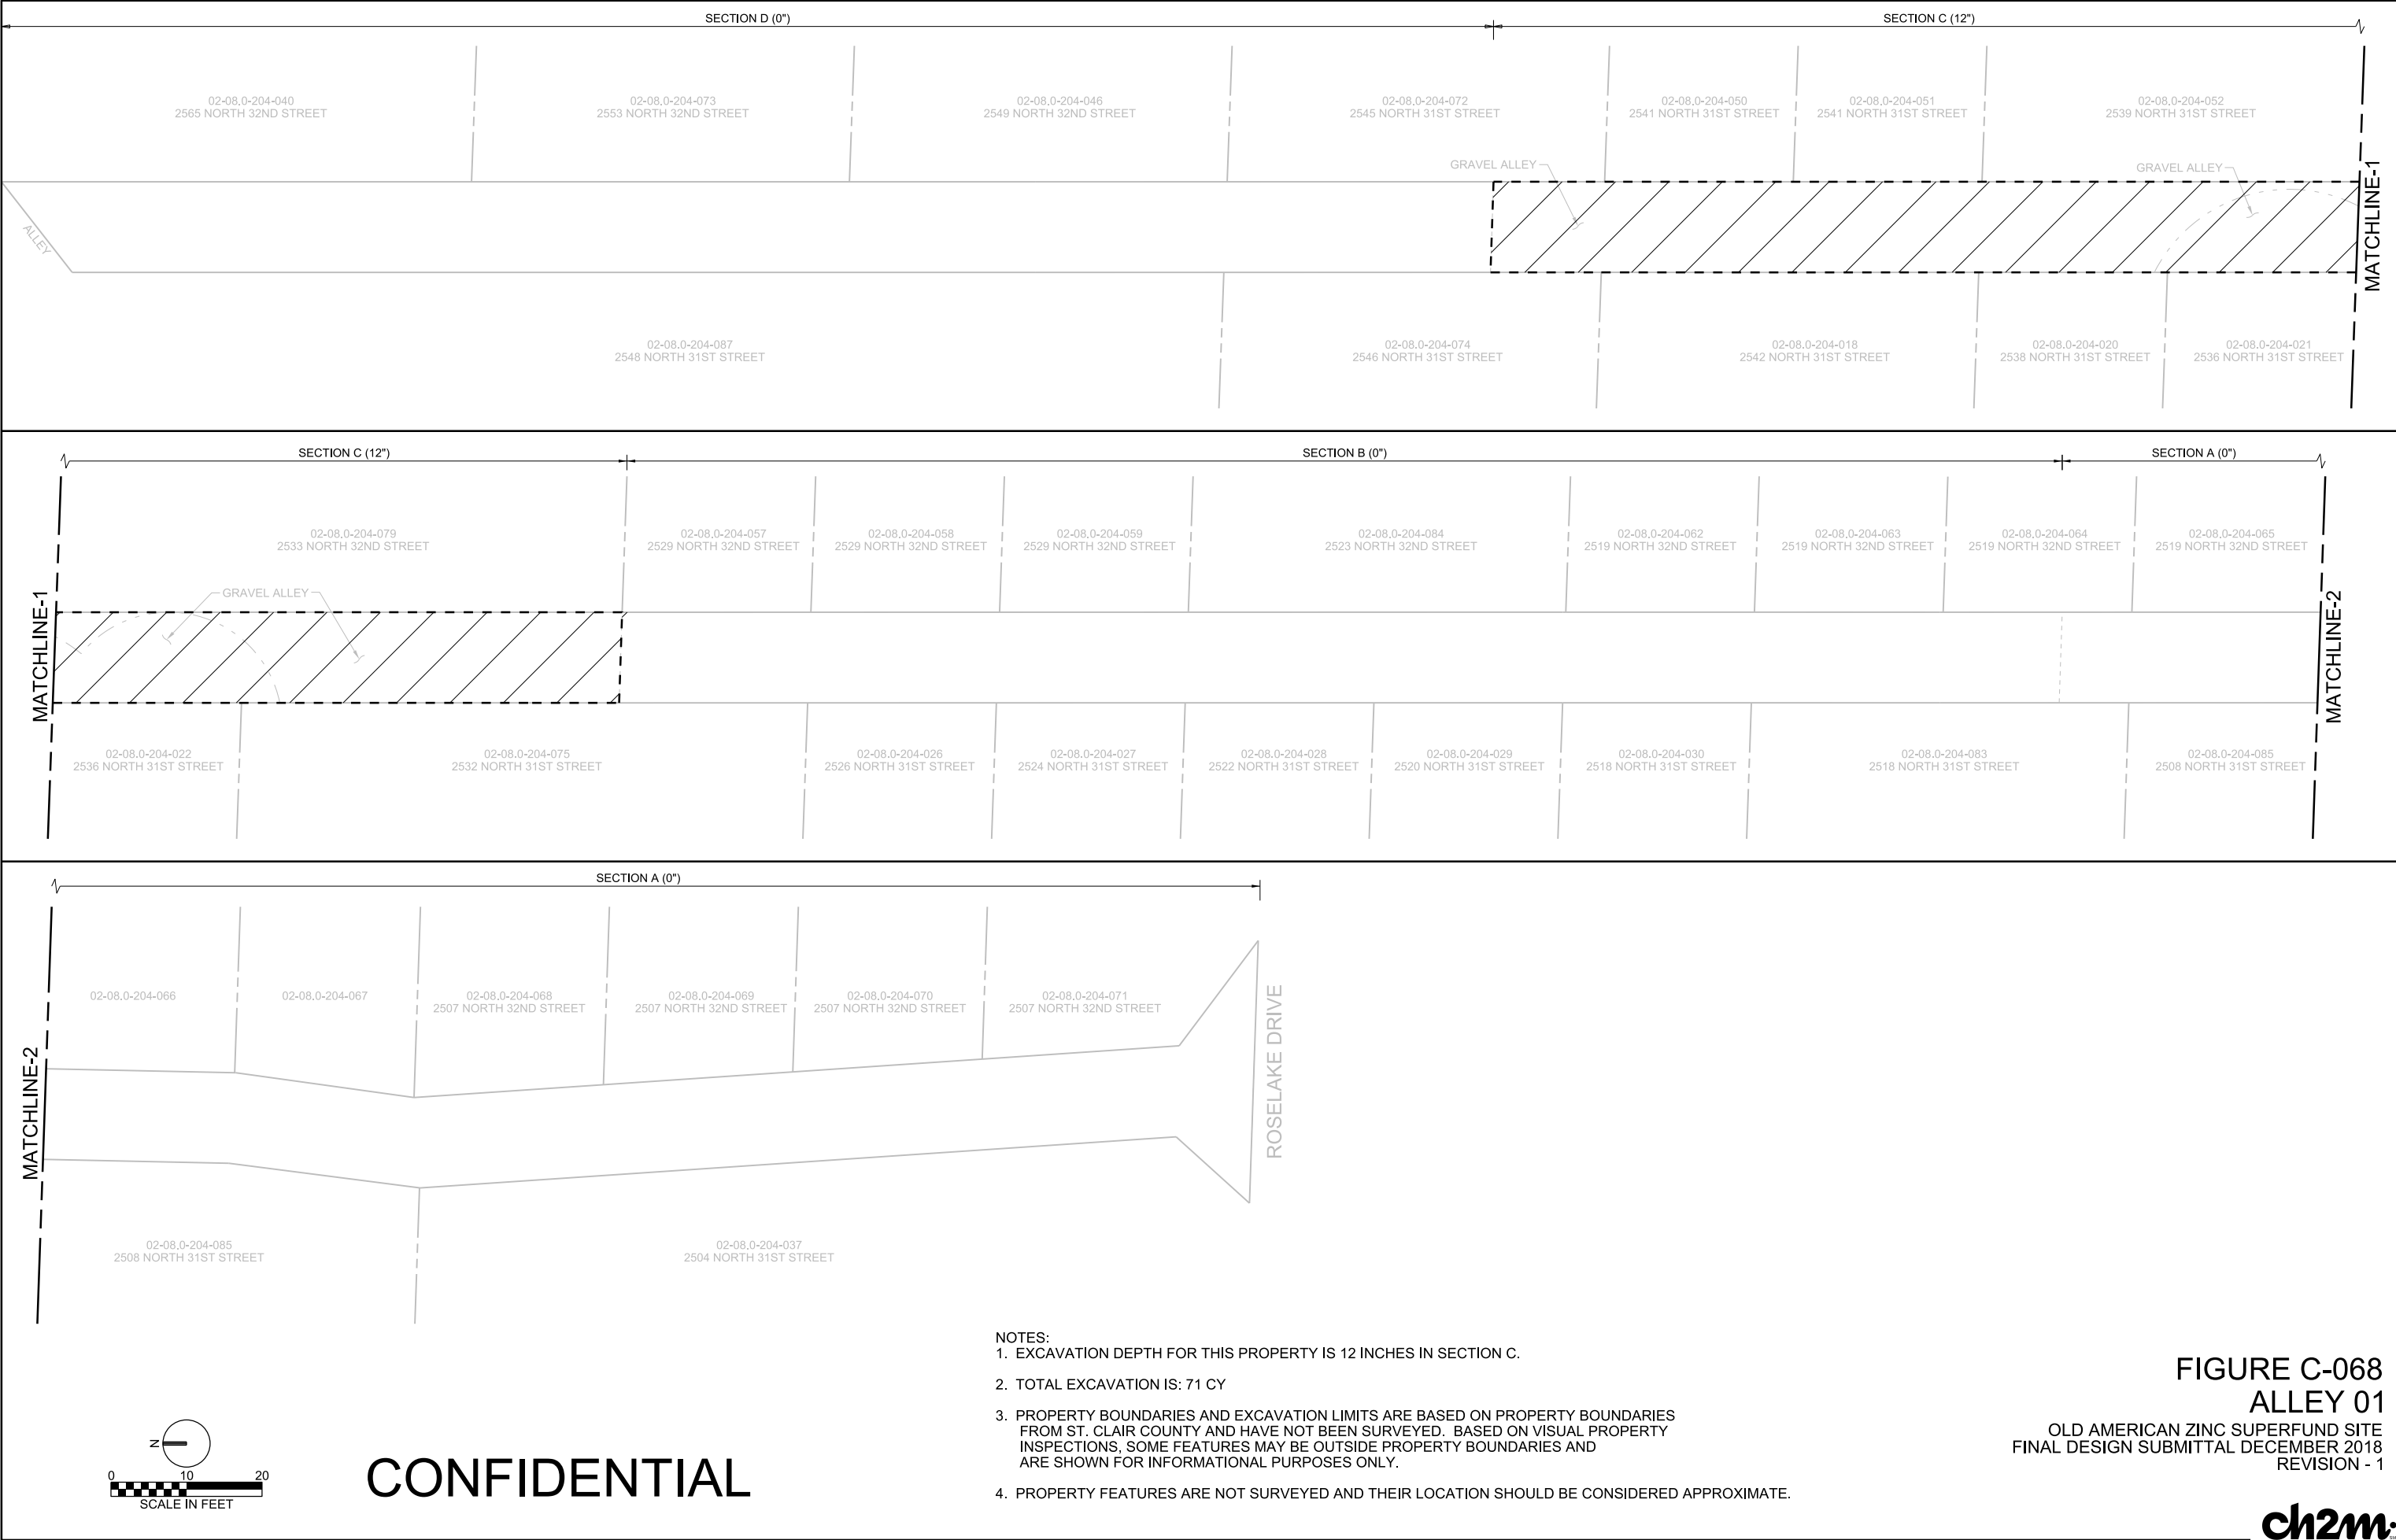 SECTION D (0")
SECTION C (12")
02-08.0-204-040
2565 NORTH 32ND STREET
02-08.0-204-073
2553 NORTH 32ND STREET
02-08.0-204-046
2549 NORTH 32ND STREET
02-08.0-204-072
2545 NORTH 31ST STREET
02-08.0-204-050
2541 NORTH 31ST STREET
02-08.0-204-051
2541 NORTH 31ST STREET
02-08.0-204-052
2539 NORTH 31ST STREET
GRAVEL ALLEY
GRAVEL ALLEY
MATCHLINE-1
ALLEY
02-08.0-204-087
2548 NORTH 31ST STREET
02-08.0-204-074
2546 NORTH 31ST STREET
02-08.0-204-018
2542 NORTH 31ST STREET
02-08.0-204-020
2538 NORTH 31ST STREET
02-08.0-204-021
2536 NORTH 31ST STREET
SECTION C (12")
SECTION B (0")
SECTION A (0")
02-08.0-204-079
2533 NORTH 32ND STREET
02-08.0-204-057
2529 NORTH 32ND STREET
02-08.0-204-058
2529 NORTH 32ND STREET
02-08.0-204-059
2529 NORTH 32ND STREET
02-08.0-204-084
2523 NORTH 32ND STREET
02-08.0-204-062
2519 NORTH 32ND STREET
02-08.0-204-063
2519 NORTH 32ND STREET
02-08.0-204-064
2519 NORTH 32ND STREET
02-08.0-204-065
2519 NORTH 32ND STREET
GRAVEL ALLEY
MATCHLINE-1
MATCHLINE-2
02-08.0-204-022
2536 NORTH 31ST STREET
02-08.0-204-075
2532 NORTH 31ST STREET
02-08.0-204-026
2526 NORTH 31ST STREET
02-08.0-204-027
2524 NORTH 31ST STREET
02-08.0-204-028
2522 NORTH 31ST STREET
02-08.0-204-029
2520 NORTH 31ST STREET
02-08.0-204-030
2518 NORTH 31ST STREET
02-08.0-204-083
2518 NORTH 31ST STREET
02-08.0-204-085
2508 NORTH 31ST STREET
SECTION A (0")
02-08.0-204-066
02-08.0-204-067
02-08.0-204-068
2507 NORTH 32ND STREET
02-08.0-204-069
2507 NORTH 32ND STREET
02-08.0-204-070
2507 NORTH 32ND STREET
02-08.0-204-071
2507 NORTH 32ND STREET
MATCHLINE-2
ROSELAKE DRIVE
02-08.0-204-085
2508 NORTH 31ST STREET
02-08.0-204-037
2504 NORTH 31ST STREET
NOTES:
1. EXCAVATION DEPTH FOR THIS PROPERTY IS 12 INCHES IN SECTION C.
2. TOTAL EXCAVATION IS: 71 CY
3. PROPERTY BOUNDARIES AND EXCAVATION LIMITS ARE BASED ON PROPERTY BOUNDARIES
FROM ST. CLAIR COUNTY AND HAVE NOT BEEN SURVEYED. BASED ON VISUAL PROPERTY
INSPECTIONS, SOME FEATURES MAY BE OUTSIDE PROPERTY BOUNDARIES AND
ARE SHOWN FOR INFORMATIONAL PURPOSES ONLY.
4. PROPERTY FEATURES ARE NOT SURVEYED AND THEIR LOCATION SHOULD BE CONSIDERED APPROXIMATE.
N
0 10 20
SCALE IN FEET
CONFIDENTIAL
FIGURE C-068
ALLEY 01
OLD AMERICAN ZINC SUPERFUND SITE
FINAL DESIGN SUBMITTAL DECEMBER 2018
REVISION - 1
ch2m